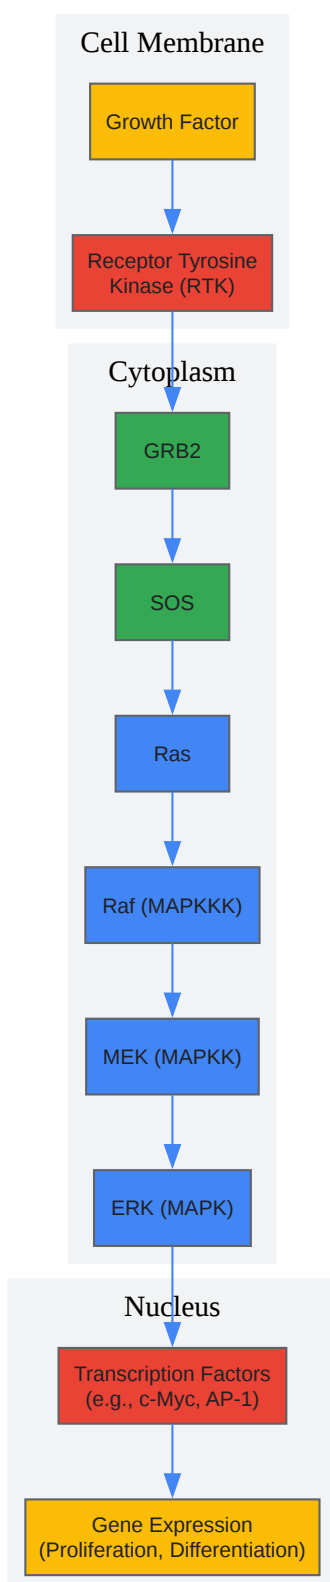 Cell Membrane
Growth Factor
Receptor Tyrosine
Kinase (RTK)
Cytoplasm
GRB2
SOS
Ras
Raf (MAPKKK)
MEK (MAPKK)
ERK (MAPK)
Nucleus
Transcription Factors
(e.g., c-Myc, AP-1)
Gene Expression
(Proliferation, Differentiation)